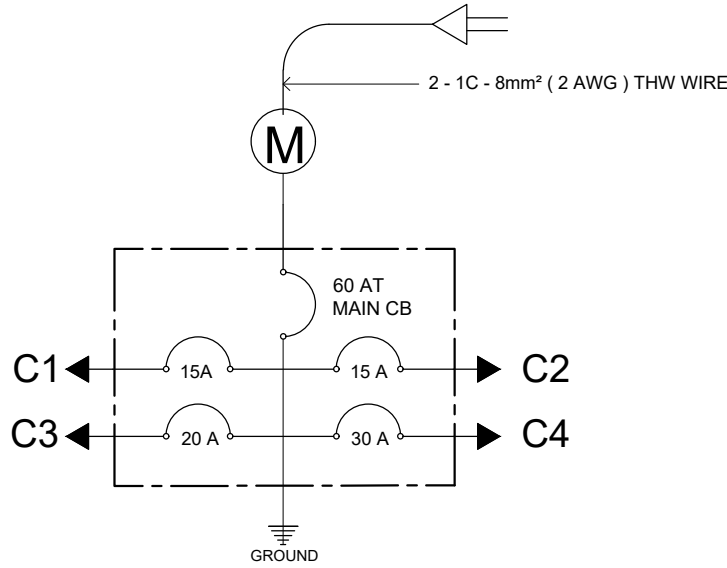 2 - 1C - 8mm² ( 2 AWG ) THW WIRE
M
60 AT
MAIN CB
C1
15A
15 A
C2
C3
20 A
30 A
C4
GROUND